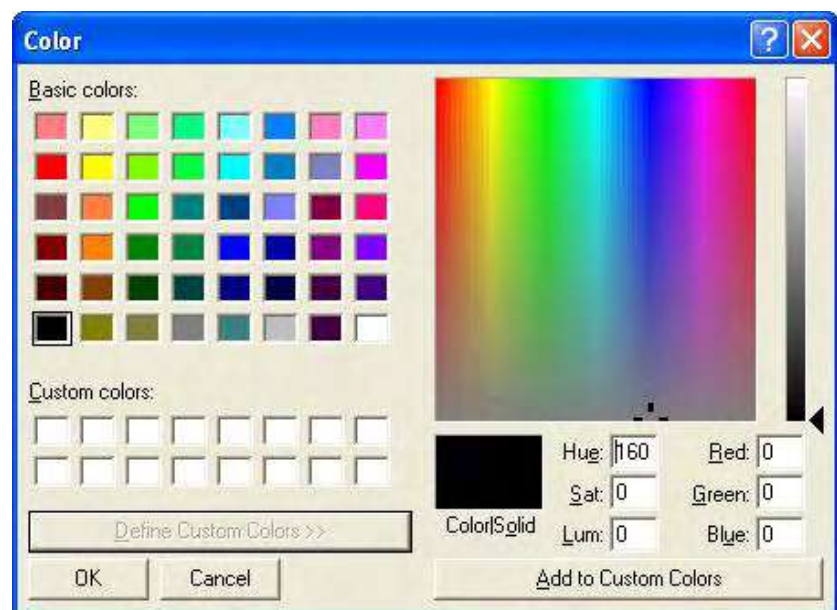 Color
Basic colors:
Custom colors:
Define Custom Colors >>
OK Cancel
Color|Solid
Hue: 160 Red: 0
Sat: 0 Green: 0
Lum: 0 Blue: 0
Add to Custom Colors